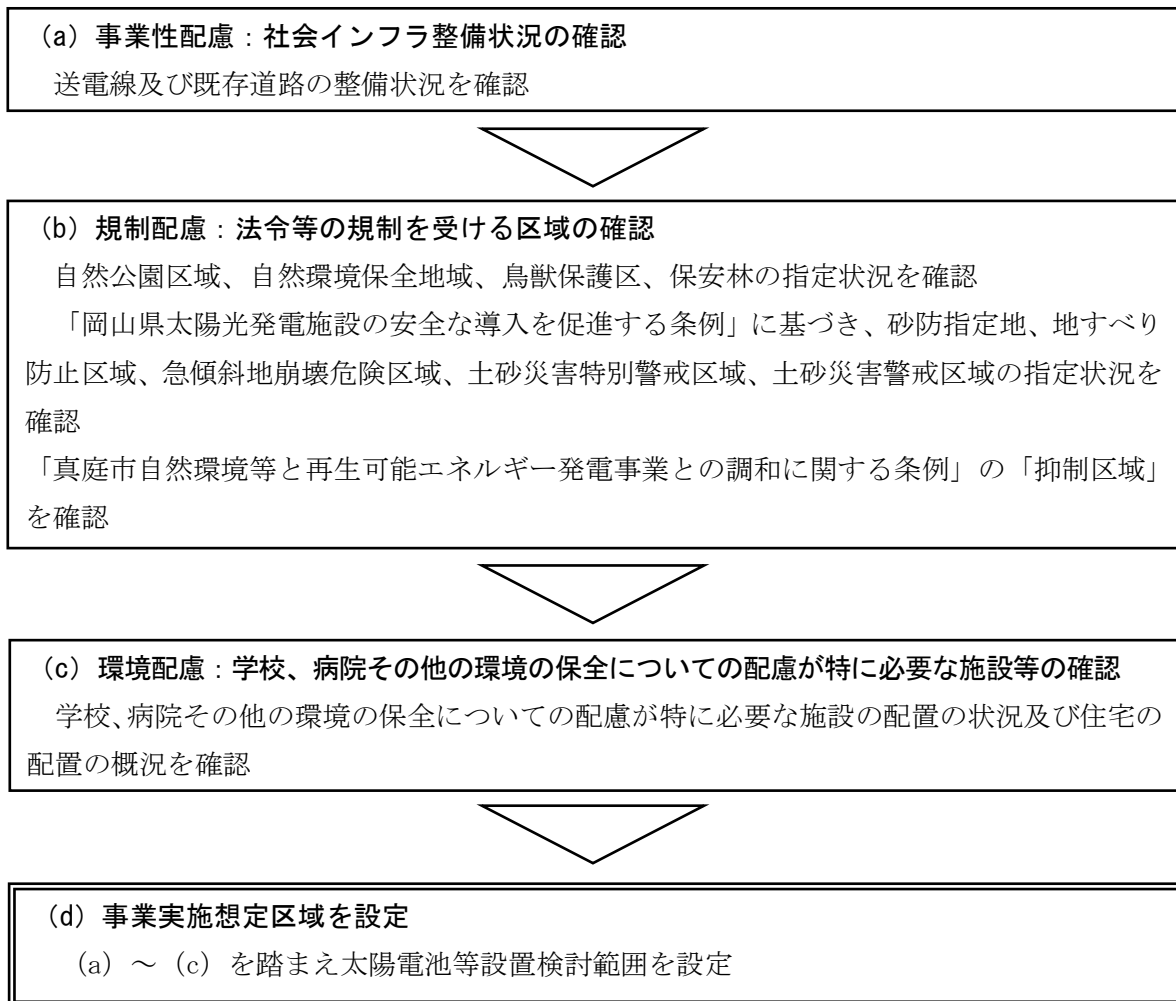 (a) 事業性配慮：社会インフラ整備状況の確認
送電線及び既存道路の整備状況を確認
(b) 規制配慮：法令等の規制を受ける区域の確認
自然公園区域、自然環境保全地域、鳥獣保護区、保安林の指定状況を確認
「岡山県太陽光発電施設の安全な導入を促進する条例」に基づき、砂防指定地、地すべり
防止区域、急傾斜地崩壊危険区域、土砂災害特別警戒区域、土砂災害警戒区域の指定状況を
確認
「真庭市自然環境等と再生可能エネルギー発電事業との調和に関する条例」の「抑制区域」
を確認
(c) 環境配慮：学校、病院その他の環境の保全についての配慮が特に必要な施設等の確認
学校、病院その他の環境の保全についての配慮が特に必要な施設の配置の状況及び住宅の
配置の概況を確認
(d) 事業実施想定区域を設定
(a) ～ (c) を踏まえ太陽電池等設置検討範囲を設定